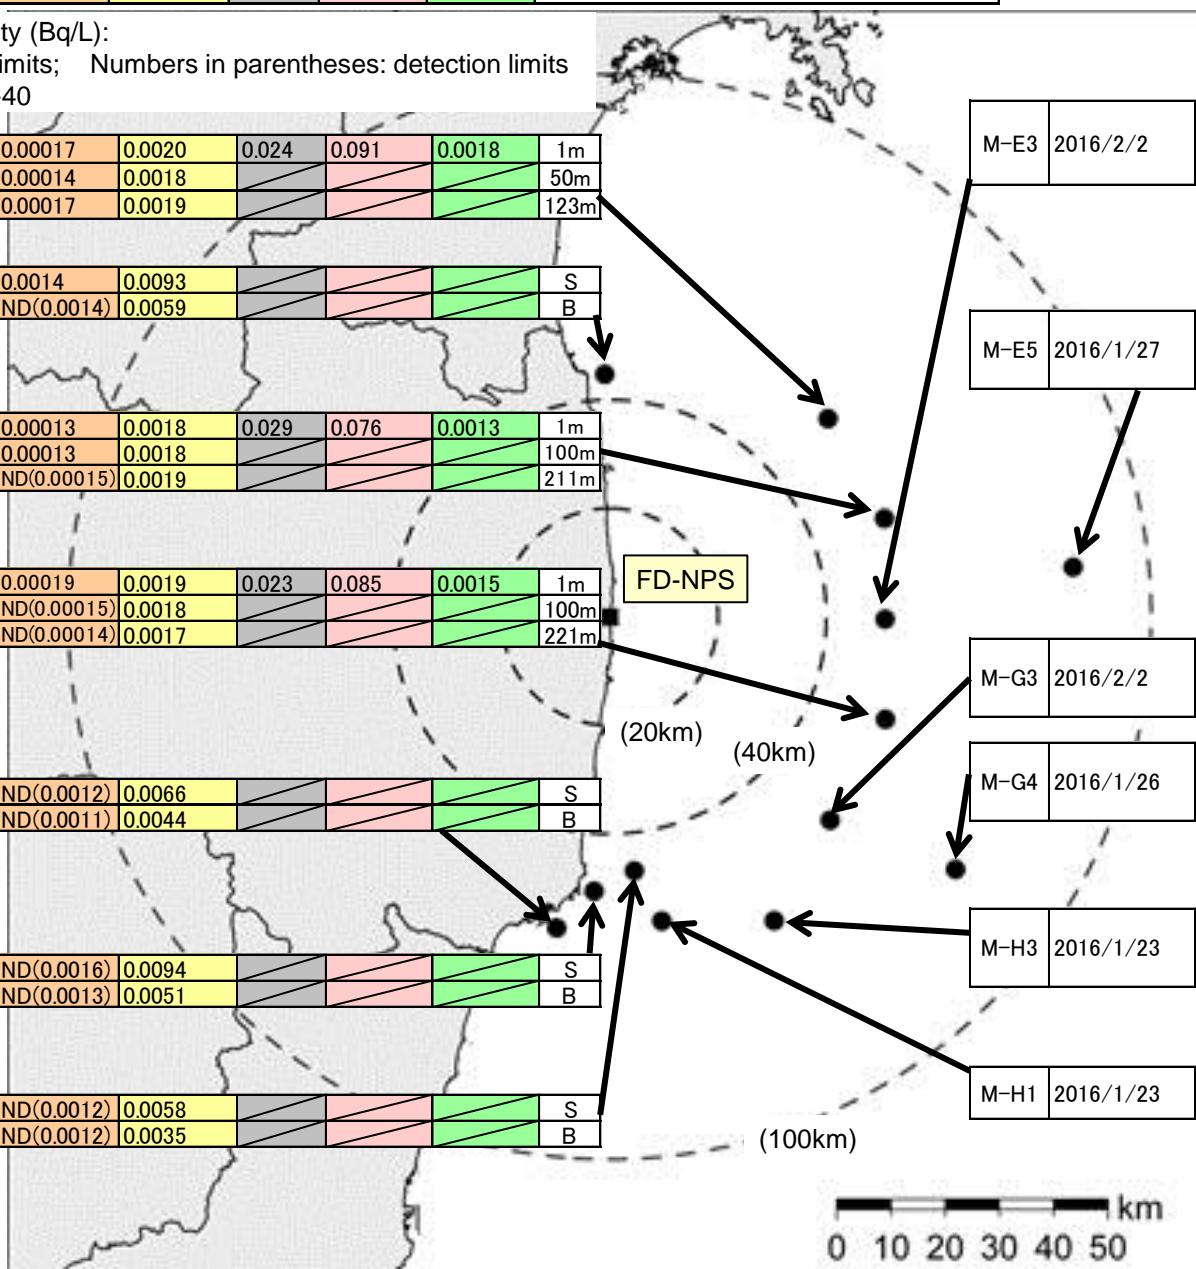 ty (Bq/L):
imits; Numbers in parentheses: detection limits
-40
0.00017 0.0020 0.024 0.091 0.0018 1m
0.00014 0.0018 50m
0.00017 0.0019 123m
M-E3 2016/2/2
0.0014 0.0093 S
ND(0.0014) 0.0059 B
M-E5 2016/1/27
0.00013 0.0018 0.029 0.076 0.0013 1m
0.00013 0.0018 100m
ND(0.00015) 0.0019 211m
0.00019 0.0019 0.023 0.085 0.0015 1m
ND(0.00015) 0.0018 100m
ND(0.00014) 0.0017 221m
FD-NPS
M-G3 2016/2/2
(20km)
(40km)
M-G4 2016/1/26
ND(0.0012) 0.0066 S
ND(0.0011) 0.0044 B
M-H3 2016/1/23
ND(0.0016) 0.0094 S
ND(0.0013) 0.0051 B
M-H1 2016/1/23
ND(0.0012) 0.0058 S
ND(0.0012) 0.0035 B
(100km)
km
0 10 20 30 40 50